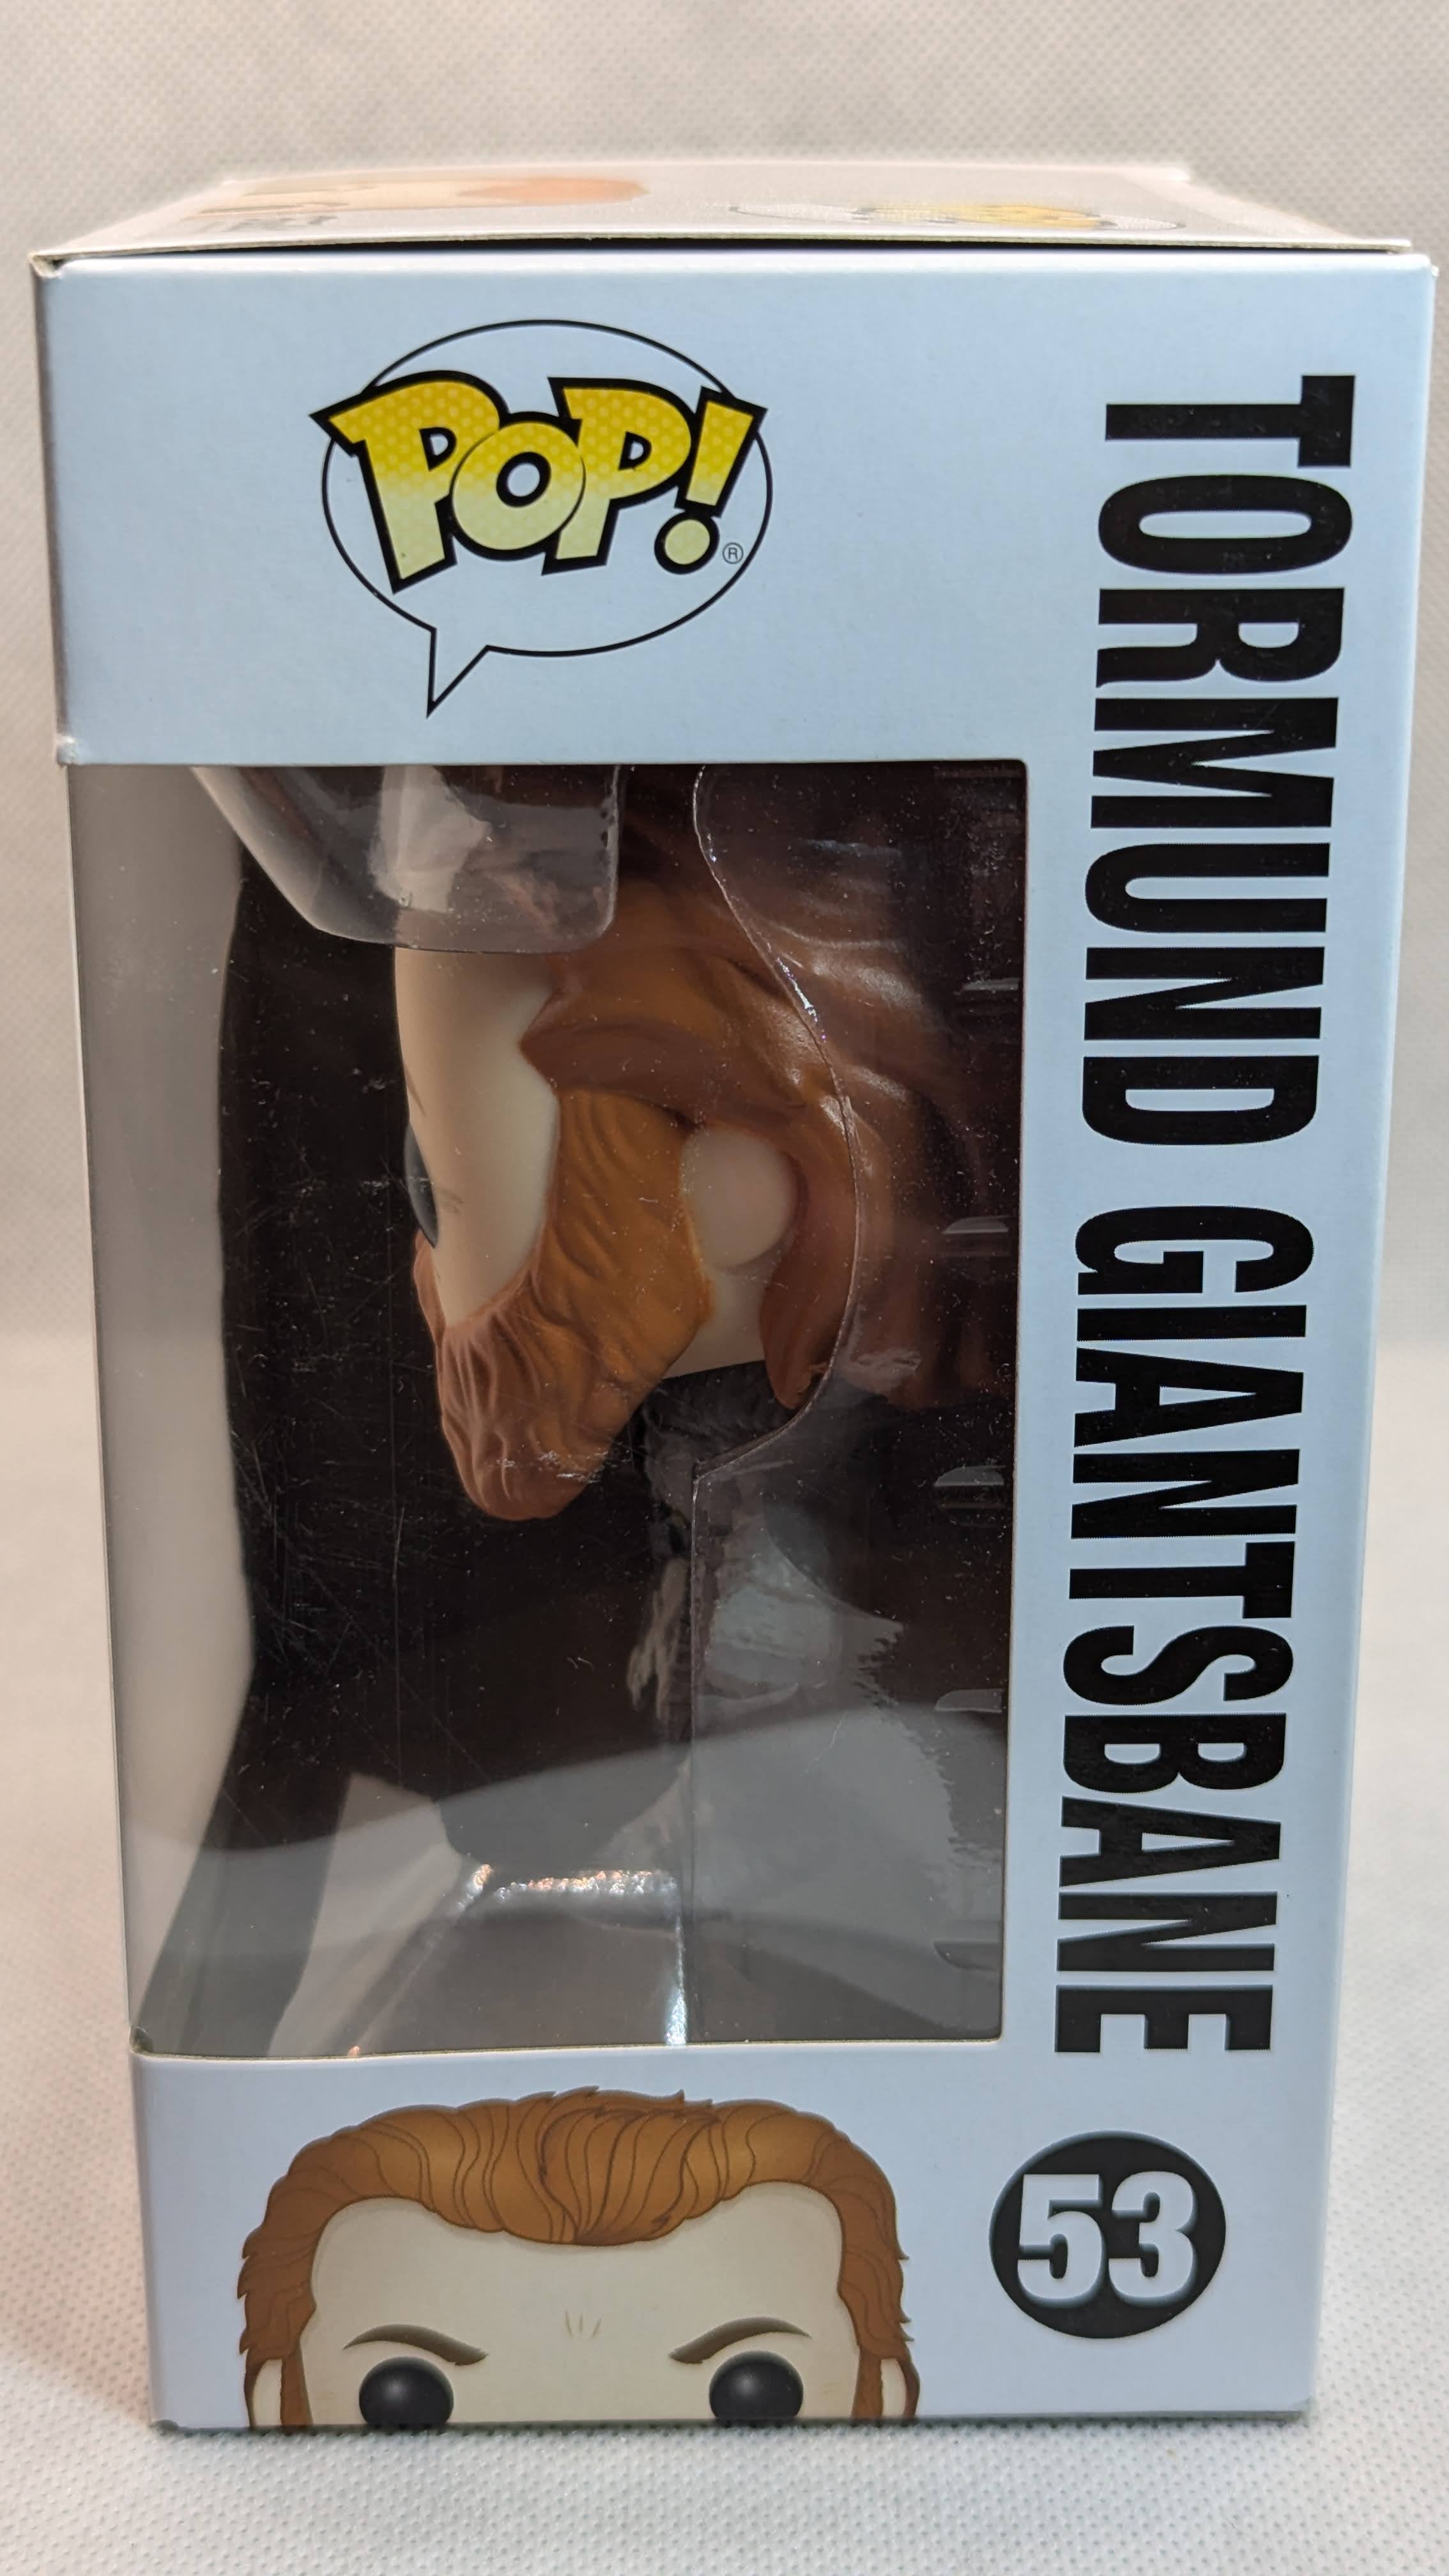 POP!®
TORMUND GIANTSBANE
53